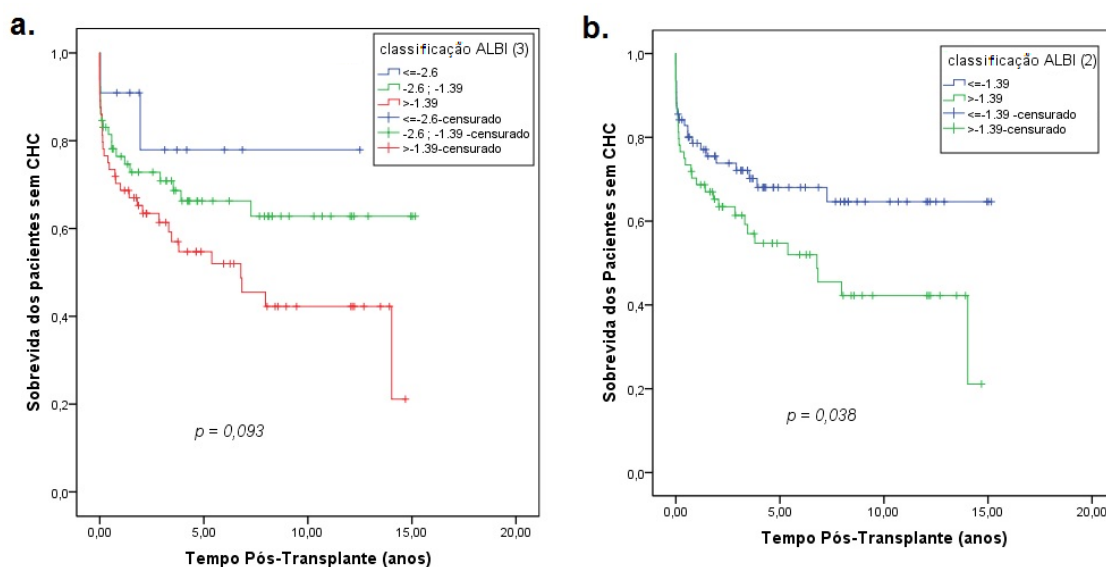 a.
classificação ALBI (3)
<=-2.6
-2.6 ; -1.39
>-1.39
<=-2.6-censurado
-2.6 ; -1.39 -censurado
>-1.39-censurado
1,0
0,8
0,6
0,4
0,2
0,0
Sobrevida dos pacientes sem CHC
p = 0,093
0,00 5,00 10,00 15,00 20,00
Tempo Pós-Transplante (anos)
b.
classificação ALBI (2)
<=-1.39
>-1.39
<=-1.39 -censurado
>-1.39-censurado
1,0
0,8
0,6
0,4
0,2
0,0
Sobrevida dos Pacientes sem CHC
p = 0,038
0,00 5,00 10,00 15,00 20,00
Tempo Pós-Transplante (anos)